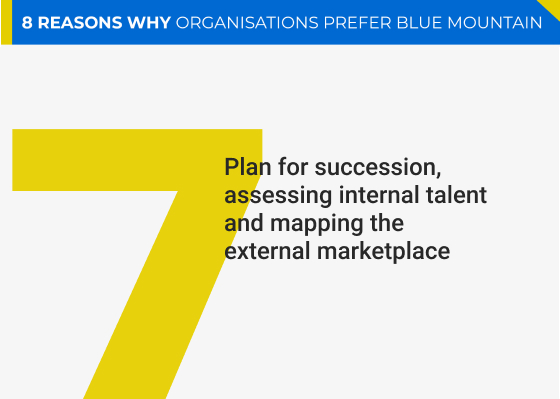 8 REASONS WHY ORGANISATIONS PREFER BLUE MOUNTAIN
7
Plan for succession,
assessing internal talent
and mapping the
external marketplace